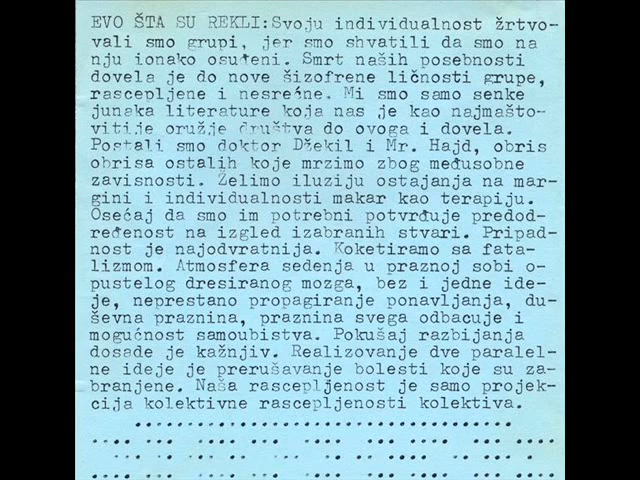 EVO ŠTA SU REKLI:Svoju individualnost žrtvo-
vali smo grupi, jer smo shvatili da smo na
nju ionako osuđeni. Smrt naših posebnosti
dovela je do nove šizofrene ličnosti grupe,
rascepljene i nesrećne. Mi smo samo senke
junaka literature koja nas je kao najmašto-
vitije oružje društva do ovoga i dovela.
Postali smo doktor Džekil i Mr. Hajd, obris
obrisa ostalih koje mrzimo zbog međusobne
zavisnosti. Želimo iluziju ostajanja na mar-
gini i individualnosti makar kao terapiju.
Osećaj da smo im potrebni potvrđuje predod-
ređenost na izgled izabranih stvari. Pripad-
nost je najodvratnija. Koketiramo sa fata-
lizmom. Atmosfera sedenja u praznoj sobi o-
pustelog dresiranog mozga, bez i jedne ide-
je, neprestano propagiranje ponavljanja, du-
ševna praznina, praznina svega odbacuje i
mogućnost samoubistva. Pokušaj razbijanja
dosade je kažnjiv. Realizovanje dve paralel-
ne ideje je prerušavanje bolesti koje su za-
branjene. Naša rascepljenost je samo projek-
cija kolektivne rascepljenosti kolektiva.